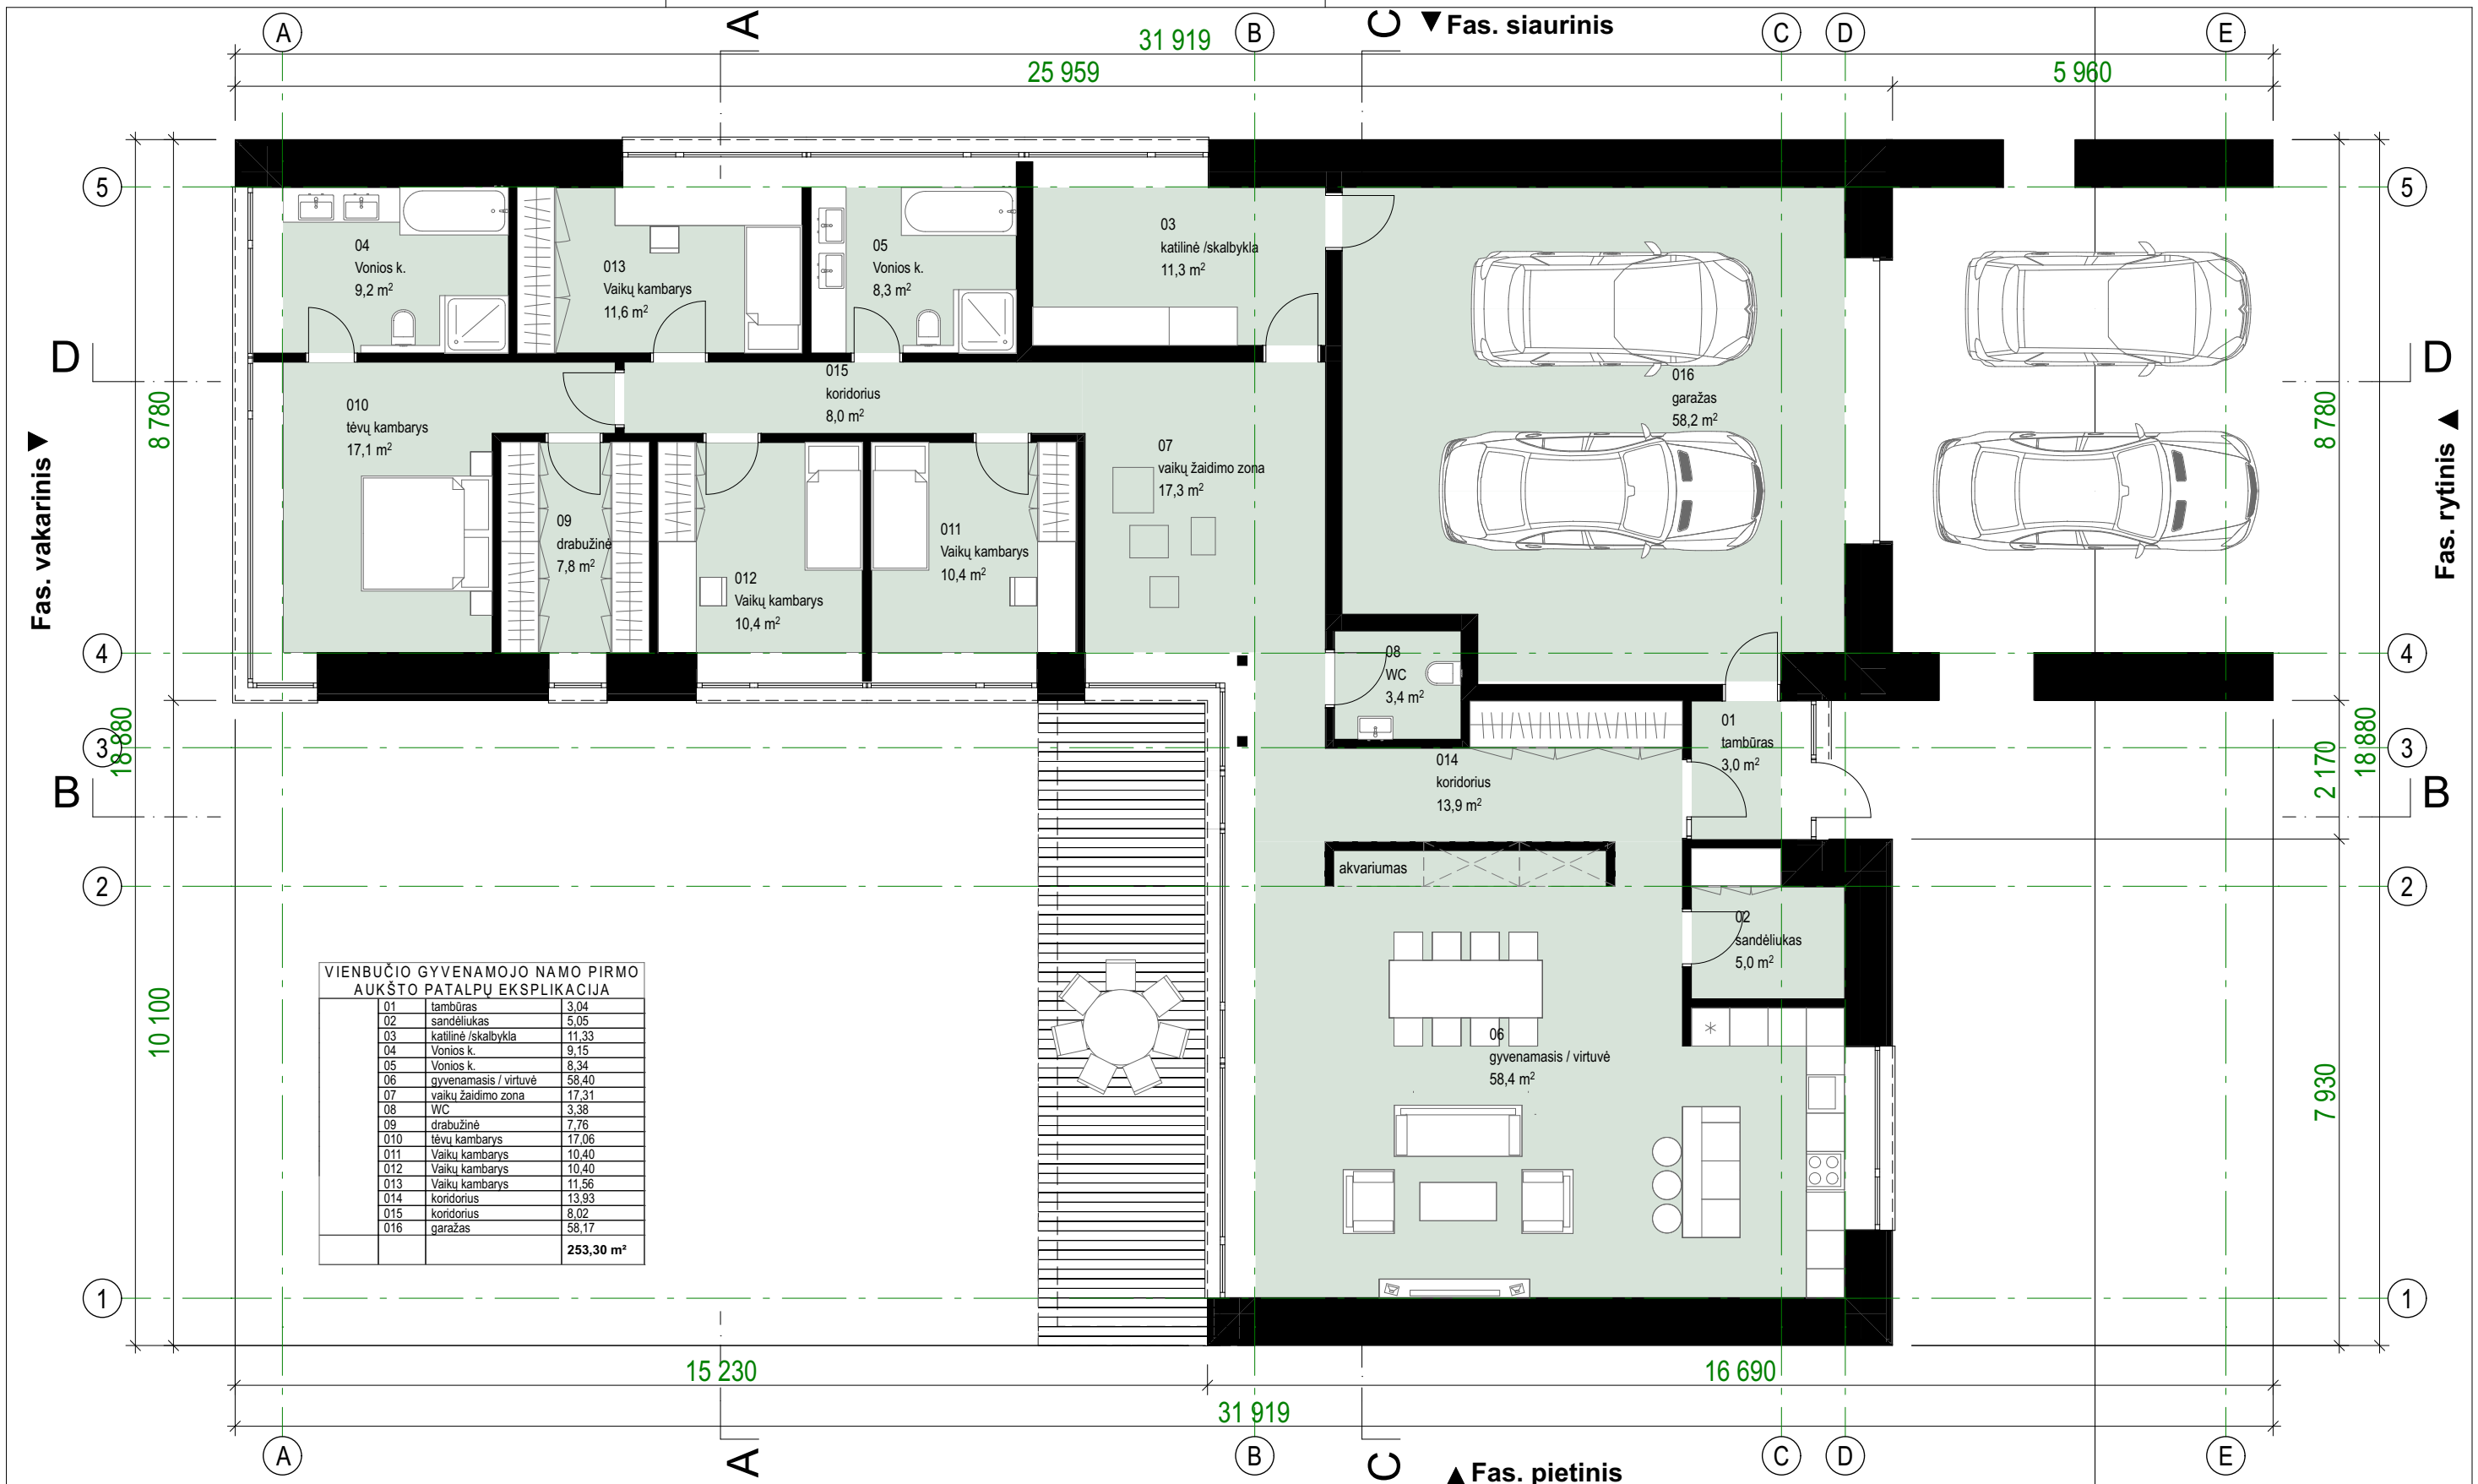 A
A
B
C
▼ Fas. siaurinis
C
D
E
31 919
25 959
5 960
5
5
04
Vonios k.
9,2 m²
013
Vaikų kambarys
11,6 m²
05
Vonios k.
8,3 m²
03
katilinė /skalbykla
11,3 m²
D
D
016
garažas
58,2 m²
015
koridorius
8,0 m²
010
tėvų kambarys
17,1 m²
8 780
8 780
Fas. vakarinis ▼
Fas. rytinis ▲
07
vaikų žaidimo zona
17,3 m²
09
drabužinė
7,8 m²
011
Vaikų kambarys
10,4 m²
012
Vaikų kambarys
10,4 m²
4
4
08
WC
3,4 m²
01
tambūras
3,0 m²
18 880
18 880
3
3
2 170
014
koridorius
13,9 m²
B
B
akvariumas
2
2
02
sandėliukas
5,0 m²
VIENBUČIO GYVENAMOJO NAMO PIRMO
AUKŠTO PATALPŲ EKSPLIKACIJA
01 tambūras 3,04
02 sandėliukas 5,05
03 katilinė /skalbykla 11,33
04 Vonios k. 9,15
05 Vonios k. 8,34
06 gyvenamasis / virtuvė 58,40
07 vaikų žaidimo zona 17,31
08 WC 3,38
09 drabužinė 7,76
010 tėvų kambarys 17,06
011 Vaikų kambarys 10,40
012 Vaikų kambarys 10,40
013 Vaikų kambarys 11,56
014 koridorius 13,93
015 koridorius 8,02
016 garažas 58,17
253,30 m²
10 100
06
gyvenamasis / virtuvė
58,4 m²
7 930
1
1
15 230
16 690
31 919
A
A
B
C
▲ Fas. pietinis
C
D
E